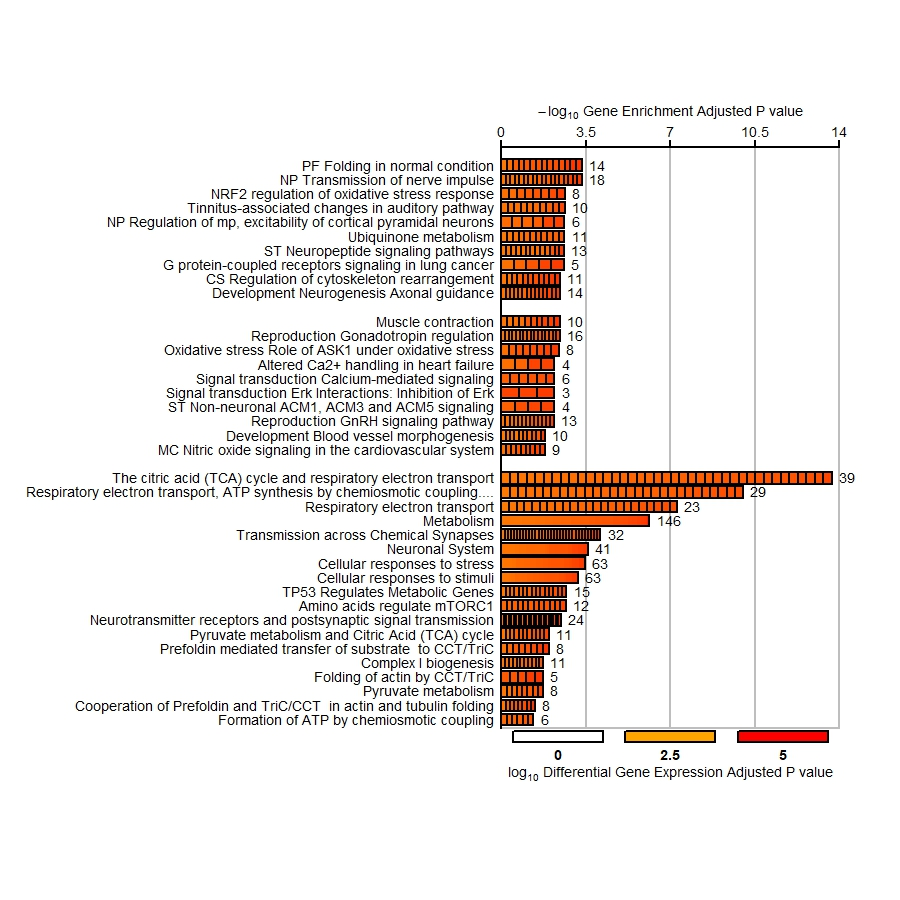 −log10 Gene Enrichment Adjusted P value
0 3.5 7 10.5 14
PF Folding in normal condition 14
NP Transmission of nerve impulse 18
NRF2 regulation of oxidative stress response 8
Tinnitus-associated changes in auditory pathway 10
NP Regulation of mp, excitability of cortical pyramidal neurons 6
Ubiquinone metabolism 11
ST Neuropeptide signaling pathways 13
G protein-coupled receptors signaling in lung cancer 5
CS Regulation of cytoskeleton rearrangement 11
Development Neurogenesis Axonal guidance 14
Muscle contraction 10
Reproduction Gonadotropin regulation 16
Oxidative stress Role of ASK1 under oxidative stress 8
Altered Ca2+ handling in heart failure 4
Signal transduction Calcium-mediated signaling 6
Signal transduction Erk Interactions: Inhibition of Erk 3
ST Non-neuronal ACM1, ACM3 and ACM5 signaling 4
Reproduction GnRH signaling pathway 13
Development Blood vessel morphogenesis 10
MC Nitric oxide signaling in the cardiovascular system 9
The citric acid (TCA) cycle and respiratory electron transport 39
Respiratory electron transport, ATP synthesis by chemiosmotic coupling.... 29
Respiratory electron transport 23
Metabolism 146
Transmission across Chemical Synapses 32
Neuronal System 41
Cellular responses to stress 63
Cellular responses to stimuli 63
TP53 Regulates Metabolic Genes 15
Amino acids regulate mTORC1 12
Neurotransmitter receptors and postsynaptic signal transmission 24
Pyruvate metabolism and Citric Acid (TCA) cycle 11
Prefoldin mediated transfer of substrate  to CCT/TriC 8
Complex I biogenesis 11
Folding of actin by CCT/TriC 5
Pyruvate metabolism 8
Cooperation of Prefoldin and TriC/CCT  in actin and tubulin folding 8
Formation of ATP by chemiosmotic coupling 6
0 2.5 5
log10 Differential Gene Expression Adjusted P value